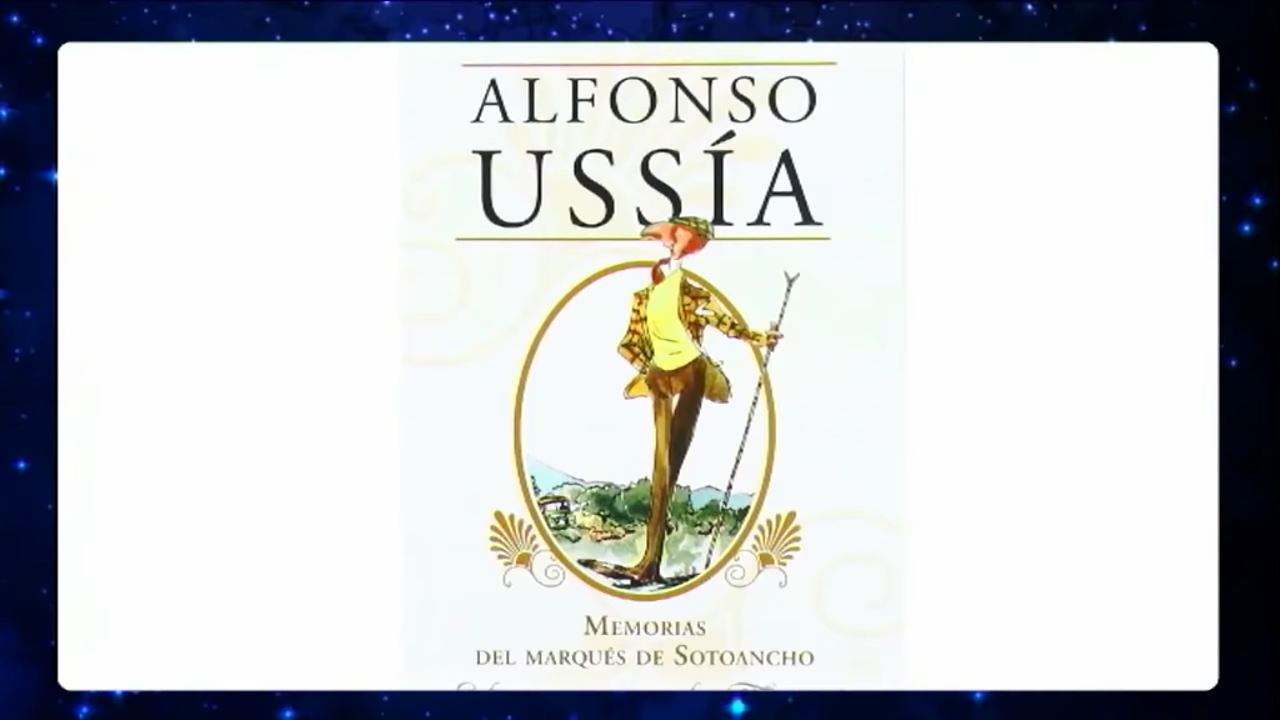 ALFONSO
USSÍA
MEMORIAS
DEL MARQUÉS DE SOTOANCHO